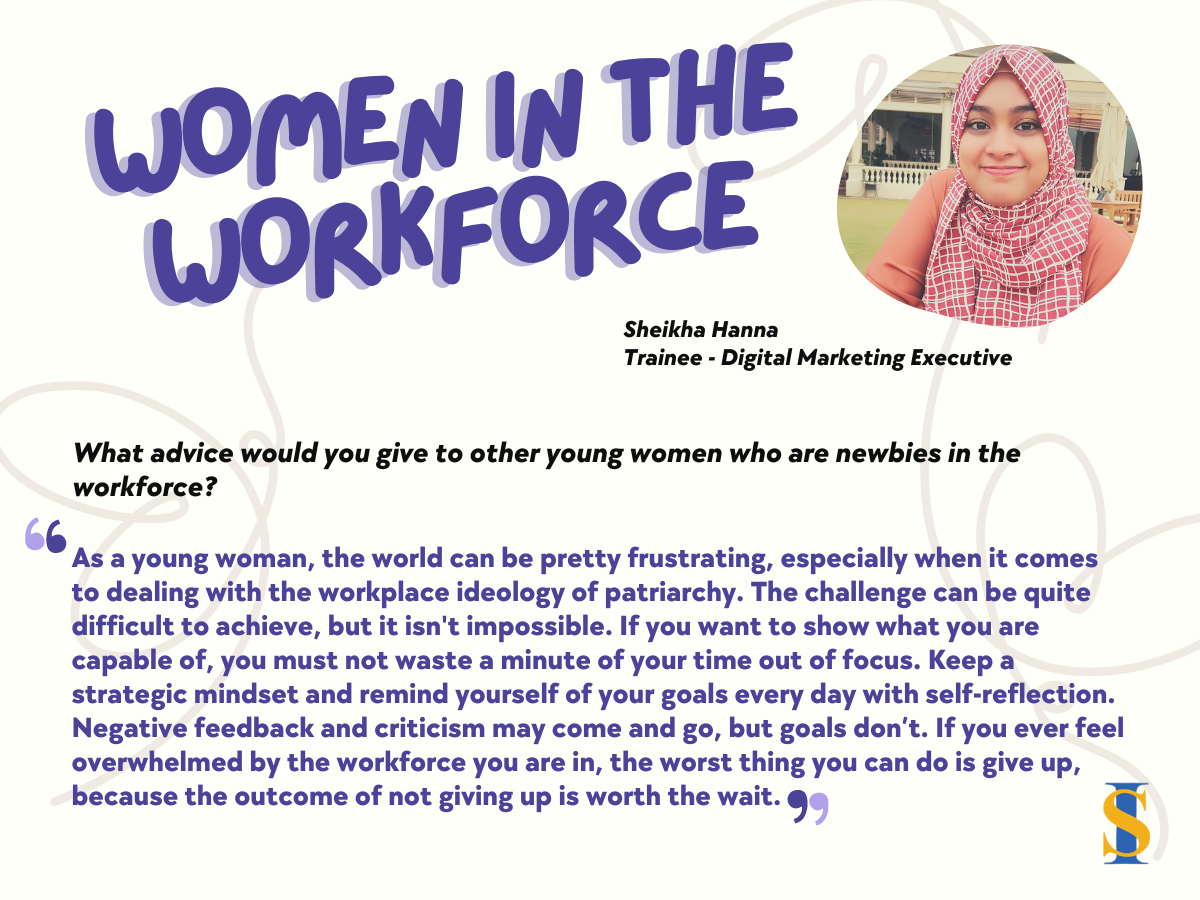 WOMEN IN THE
WORKFORCE
Sheikha Hanna
Trainee - Digital Marketing Executive
What advice would you give to other young women who are newbies in the
workforce?
“As a young woman, the world can be pretty frustrating, especially when it comes
to dealing with the workplace ideology of patriarchy. The challenge can be quite
difficult to achieve, but it isn't impossible. If you want to show what you are
capable of, you must not waste a minute of your time out of focus. Keep a
strategic mindset and remind yourself of your goals every day with self-reflection.
Negative feedback and criticism may come and go, but goals don’t. If you ever feel
overwhelmed by the workforce you are in, the worst thing you can do is give up,
because the outcome of not giving up is worth the wait.”
IS